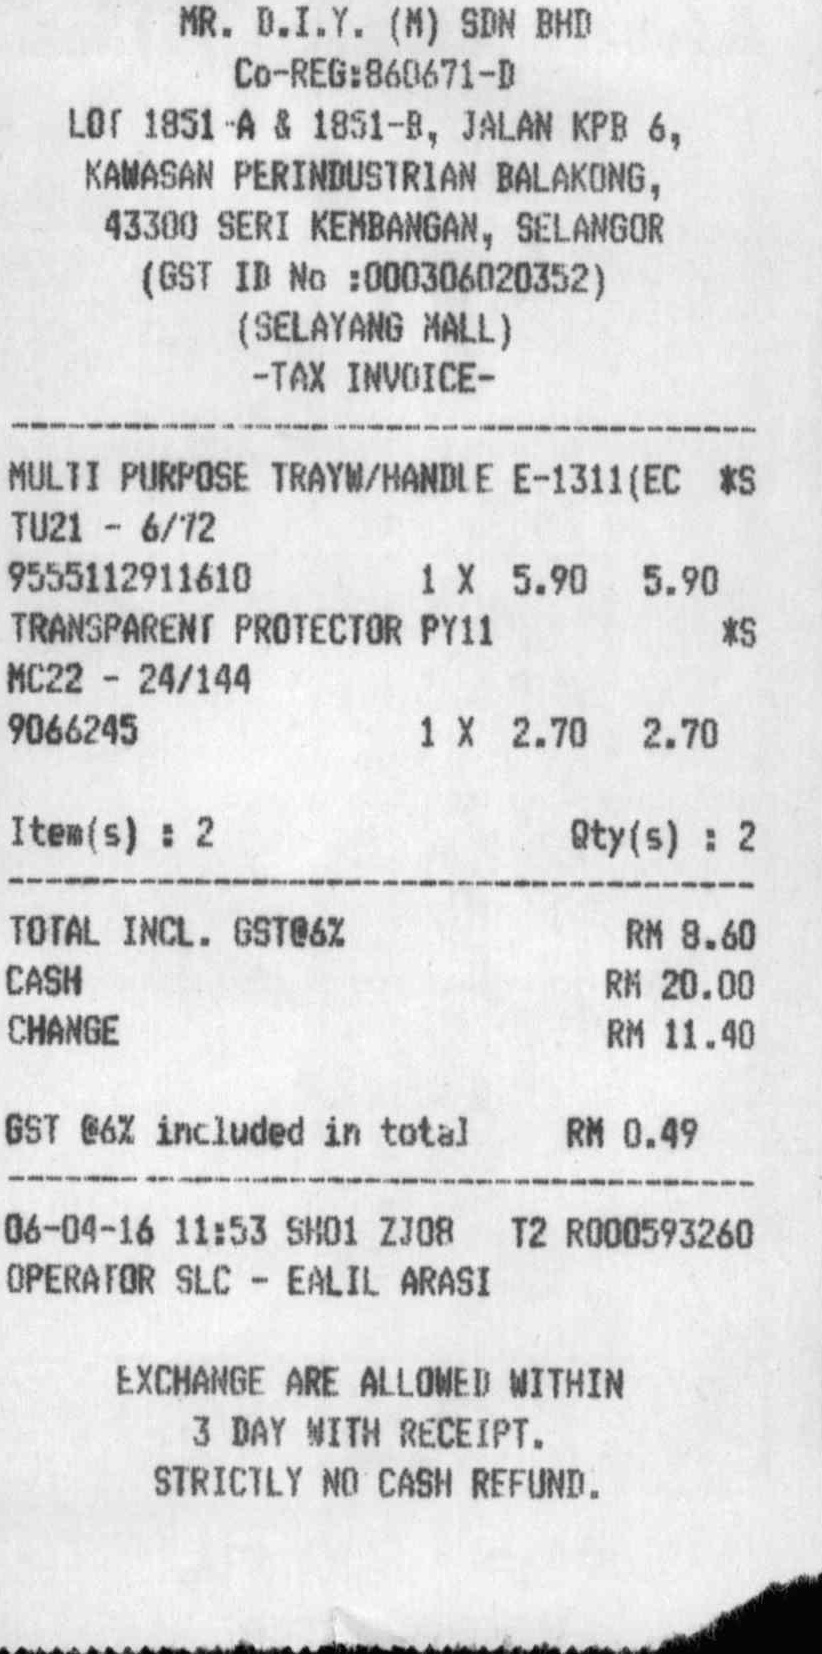 MR. D.I.Y. (M) SDN BHD
Co-REG:860671-D
LOT 1851-A & 1851-B, JALAN KPB 6,
KAWASAN PERINDUSTRIAN BALAKONG,
43300 SERI KEMBANGAN, SELANGOR
(GST ID No :000306020352)
(SELAYANG MALL)
-TAX INVOICE-
MULTI PURPOSE TRAYW/HANDLE E-1311(EC *S
TU21 - 6/72
9555112911610 1 X 5.90 5.90
TRANSPARENT PROTECTOR PY11 *S
MC22 - 24/144
9066245 1 X 2.70 2.70
Item(s) : 2 Qty(s) : 2
TOTAL INCL. GST@6% RM 8.60
CASH RM 20.00
CHANGE RM 11.40
GST @6% included in total RM 0.49
06-04-16 11:53 SH01 ZJ08 T2 R000593260
OPERATOR SLC - EALIL ARASI
EXCHANGE ARE ALLOWED WITHIN
3 DAY WITH RECEIPT.
STRICTLY NO CASH REFUND.